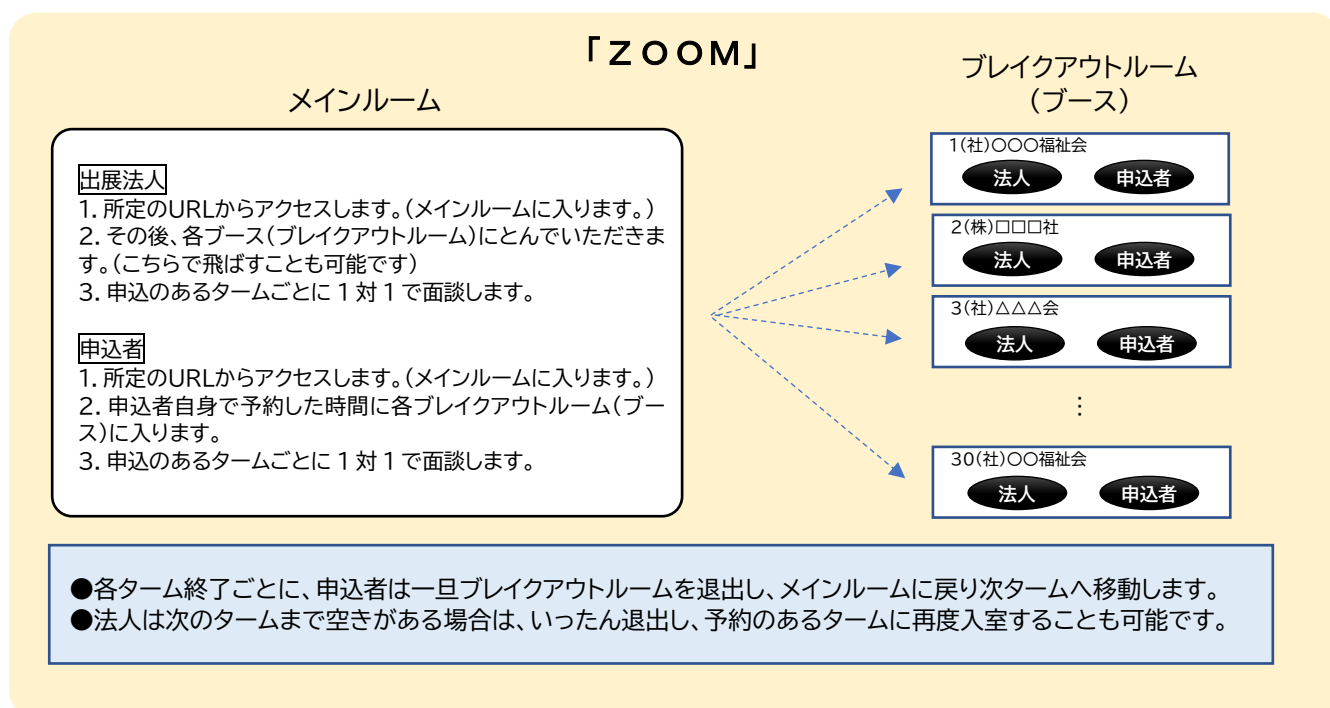 「ZOOM」
メインルーム
出展法人
1. 所定のURLからアクセスします。(メインルームに入ります。)
2. その後、各ブース(ブレイクアウトルーム)にとんでいただきま
す。(こちらで飛ばすことも可能です)
3. 申込のあるタームごとに1対1で面談します。
申込者
1. 所定のURLからアクセスします。(メインルームに入ります。)
2. 申込者自身で予約した時間に各ブレイクアウトルーム(ブー
ス)に入ります。
3. 申込のあるタームごとに1対1で面談します。
ブレイクアウトルーム
(ブース)
1(社)〇〇〇福祉会
法人 申込者
2(株)□□□社
法人 申込者
3(社)△△△会
法人 申込者
⋮
30(社)〇〇福祉会
法人 申込者
●各ターム終了ごとに、申込者は一旦ブレイクアウトルームを退出し、メインルームに戻り次タームへ移動します。
●法人は次のタームまで空きがある場合は、いったん退出し、予約のあるタームに再度入室することも可能です。